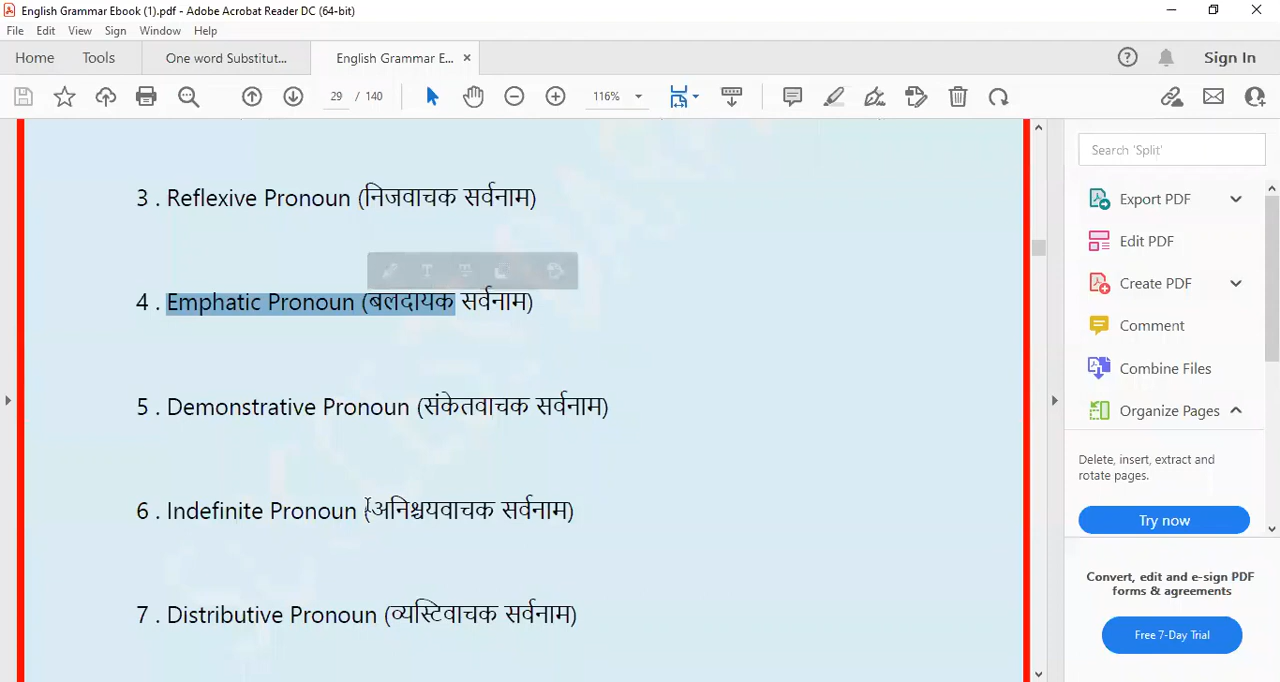 English Grammar Ebook (1).pdf - Adobe Acrobat Reader DC (64-bit)
File Edit View Sign Window Help
Home Tools One word Substitut... English Grammar E... × Sign In
29 / 140 116%
3 . Reflexive Pronoun (निजवाचक सर्वनाम)
4 . Emphatic Pronoun (बलदायक सर्वनाम)
5 . Demonstrative Pronoun (संकेतवाचक सर्वनाम)
6 . Indefinite Pronoun (अनिश्चयवाचक सर्वनाम)
7 . Distributive Pronoun (व्यस्टिवाचक सर्वनाम)
Search 'Split'
Export PDF
Edit PDF
Create PDF
Comment
Combine Files
Organize Pages
Delete, insert, extract and
rotate pages.
Try now
Convert, edit and e-sign PDF
forms & agreements
Free 7-Day Trial